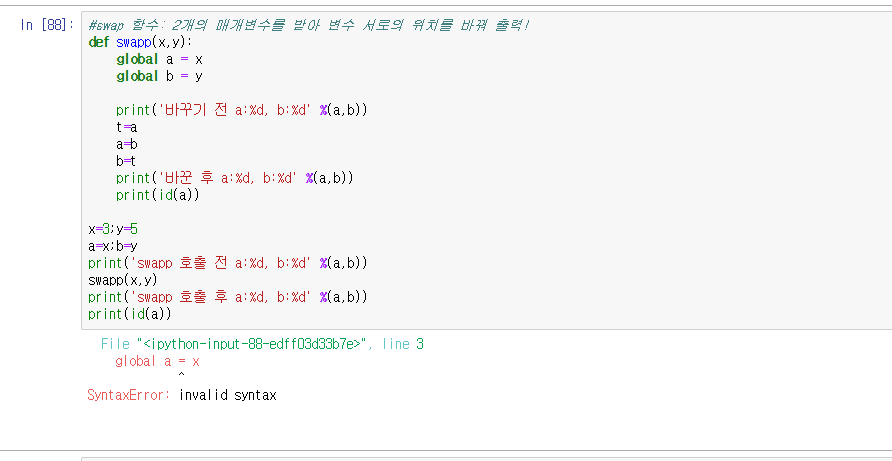 In [88]: #swap 함수: 2개의 매개변수를 받아 변수 서로의 위치를 바꿔 출력!
def swapp(x,y):
    global a = x
    global b = y
    print('바꾸기 전 a:%d, b:%d' %(a,b))
    t=a
    a=b
    b=t
    print('바꾼 후 a:%d, b:%d' %(a,b))
    print(id(a))
x=3;y=5
a=x;b=y
print('swapp 호출 전 a:%d, b:%d' %(a,b))
swapp(x,y)
print('swapp 호출 후 a:%d, b:%d' %(a,b))
print(id(a))
  File "<ipython-input-88-edff03d33b7e>", line 3
    global a = x
             ^
SyntaxError: invalid syntax